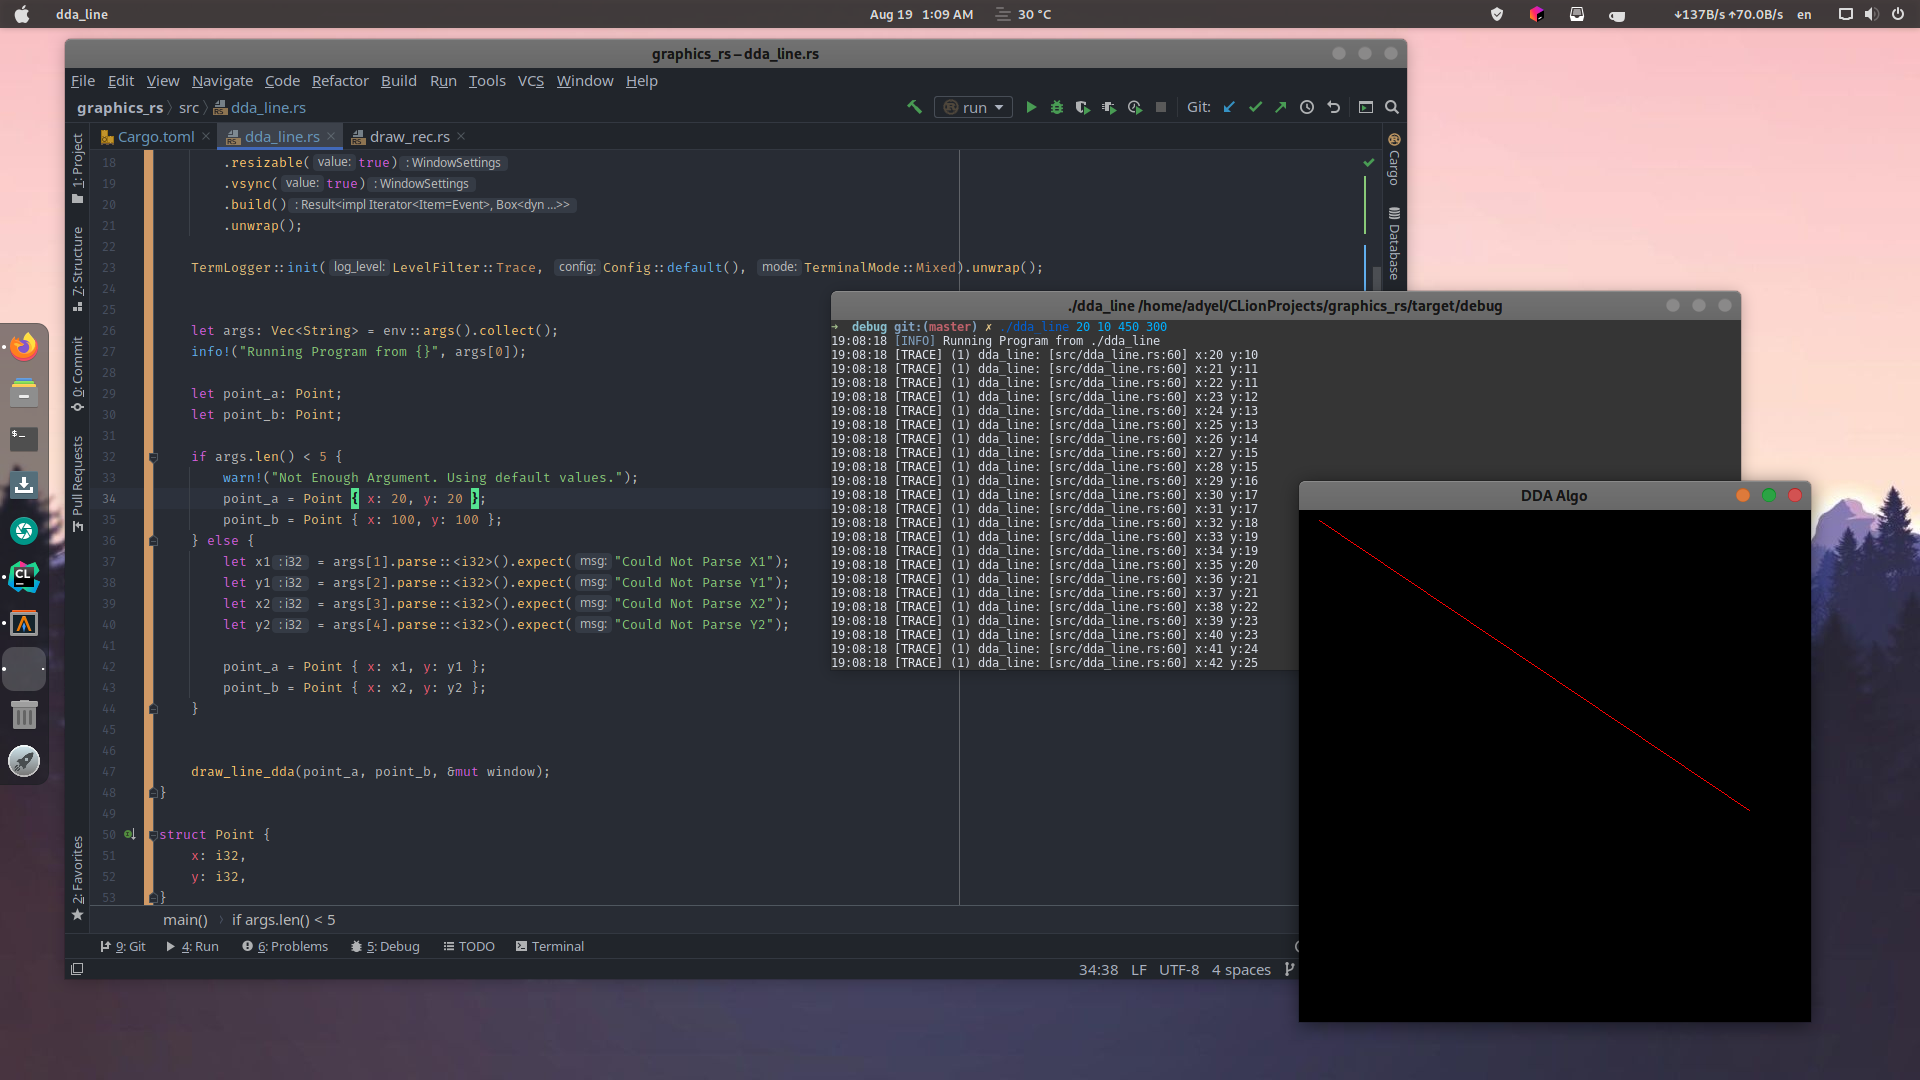 dda_line
Aug 19 1:09 AM
30 °C
↓137B/s ↑70.0B/s
en
graphics_rs – dda_line.rs
File Edit View Navigate Code Refactor Build Run Tools VCS Window Help
graphics_rs 〉 src 〉 dda_line.rs
run
Git:
Cargo.toml
dda_line.rs
draw_rec.rs
1: Project
7: Structure
0: Commit
Pull Requests
2: Favorites
Cargo
Database
18 .resizable( value: true) : WindowSettings
19 .vsync( value: true) : WindowSettings
20 .build() : Result<impl Iterator<Item=Event>, Box<dyn ...>>
21 .unwrap();
22
23 TermLogger::init( log_level: LevelFilter::Trace, config: Config::default(), mode: TerminalMode::Mixed).unwrap();
24
25
26 let args: Vec<String> = env::args().collect();
27 info!("Running Program from {}", args[0]);
28
29 let point_a: Point;
30 let point_b: Point;
31
32 if args.len() < 5 {
33 warn!("Not Enough Argument. Using default values.");
34 point_a = Point { x: 20, y: 20 };
35 point_b = Point { x: 100, y: 100 };
36 } else {
37 let x1 : i32 = args[1].parse::<i32>().expect( msg: "Could Not Parse X1");
38 let y1 : i32 = args[2].parse::<i32>().expect( msg: "Could Not Parse Y1");
39 let x2 : i32 = args[3].parse::<i32>().expect( msg: "Could Not Parse X2");
40 let y2 : i32 = args[4].parse::<i32>().expect( msg: "Could Not Parse Y2");
41
42 point_a = Point { x: x1, y: y1 };
43 point_b = Point { x: x2, y: y2 };
44 }
45
46
47 draw_line_dda(point_a, point_b, &mut window);
48 }
49
50 struct Point {
51 x: i32,
52 y: i32,
53 }
main() 〉 if args.len() < 5
9: Git 4: Run 6: Problems 5: Debug TODO Terminal
34:38 LF UTF-8 4 spaces
./dda_line /home/adyel/CLionProjects/graphics_rs/target/debug
→ debug git:(master) ✗ ./dda_line 20 10 450 300
19:08:18 [INFO] Running Program from ./dda_line
19:08:18 [TRACE] (1) dda_line: [src/dda_line.rs:60] x:20 y:10
19:08:18 [TRACE] (1) dda_line: [src/dda_line.rs:60] x:21 y:11
19:08:18 [TRACE] (1) dda_line: [src/dda_line.rs:60] x:22 y:11
19:08:18 [TRACE] (1) dda_line: [src/dda_line.rs:60] x:23 y:12
19:08:18 [TRACE] (1) dda_line: [src/dda_line.rs:60] x:24 y:13
19:08:18 [TRACE] (1) dda_line: [src/dda_line.rs:60] x:25 y:13
19:08:18 [TRACE] (1) dda_line: [src/dda_line.rs:60] x:26 y:14
19:08:18 [TRACE] (1) dda_line: [src/dda_line.rs:60] x:27 y:15
19:08:18 [TRACE] (1) dda_line: [src/dda_line.rs:60] x:28 y:15
19:08:18 [TRACE] (1) dda_line: [src/dda_line.rs:60] x:29 y:16
19:08:18 [TRACE] (1) dda_line: [src/dda_line.rs:60] x:30 y:17
19:08:18 [TRACE] (1) dda_line: [src/dda_line.rs:60] x:31 y:17
19:08:18 [TRACE] (1) dda_line: [src/dda_line.rs:60] x:32 y:18
19:08:18 [TRACE] (1) dda_line: [src/dda_line.rs:60] x:33 y:19
19:08:18 [TRACE] (1) dda_line: [src/dda_line.rs:60] x:34 y:19
19:08:18 [TRACE] (1) dda_line: [src/dda_line.rs:60] x:35 y:20
19:08:18 [TRACE] (1) dda_line: [src/dda_line.rs:60] x:36 y:21
19:08:18 [TRACE] (1) dda_line: [src/dda_line.rs:60] x:37 y:21
19:08:18 [TRACE] (1) dda_line: [src/dda_line.rs:60] x:38 y:22
19:08:18 [TRACE] (1) dda_line: [src/dda_line.rs:60] x:39 y:23
19:08:18 [TRACE] (1) dda_line: [src/dda_line.rs:60] x:40 y:23
19:08:18 [TRACE] (1) dda_line: [src/dda_line.rs:60] x:41 y:24
19:08:18 [TRACE] (1) dda_line: [src/dda_line.rs:60] x:42 y:25
DDA Algo